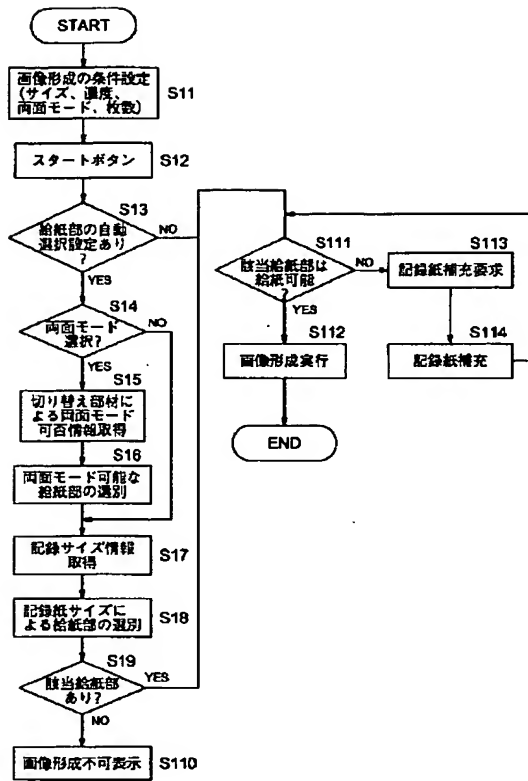 START
画像形成の条件設定
(サイズ、濃度、
両面モード、枚数)
S11
スタートボタン
S12
S13
給紙部の自動
選択設定あり
?
NO
YES
S14
両面モード
選択?
NO
YES
S15
切り替え部材に
よる両面モード
可否情報取得
S16
両面モード可能な
給紙部の選別
記録サイズ情報
取得
S17
記録紙サイズに
よる給紙部の選別
S18
S19
該当給紙部
あり?
YES
NO
画像形成不可表示
S110
S111
該当給紙部は
給紙可能
?
NO
YES
S112
画像形成実行
END
S113
記録紙補充要求
S114
記録紙補充